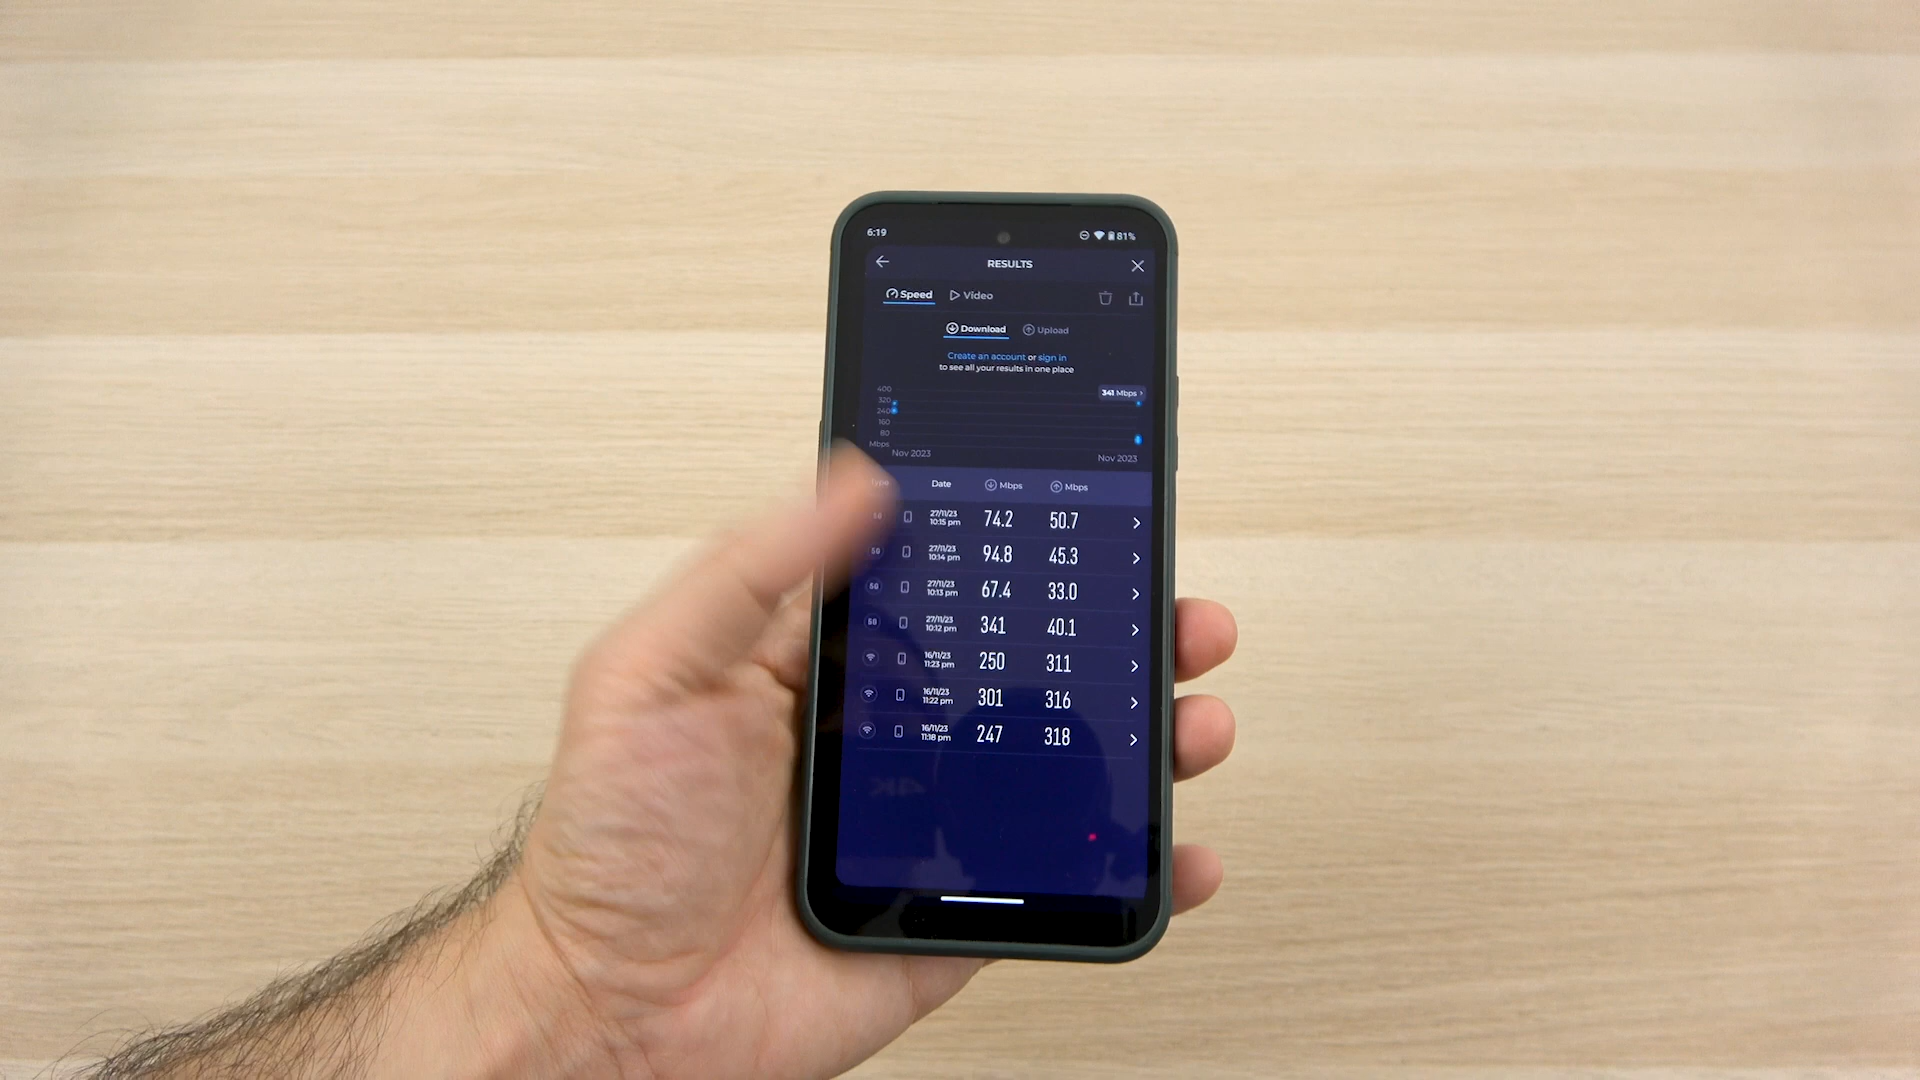 6:19 81%
RESULTS
Speed Video
Download Upload
Create an account or sign in
to see all your results in one place
400
341 Mbps
320
240
160
80
Mbps
Nov 2023 Nov 2023
Type Date Mbps Mbps
27/11/23 74.2 50.7
10:15 pm
5G 27/11/23 94.8 45.3
10:14 pm
5G 27/11/23 67.4 33.0
10:13 pm
5G 27/11/23 341 40.1
10:12 pm
16/11/23 250 311
11:23 pm
16/11/23 301 316
11:22 pm
16/11/23 247 318
11:18 pm